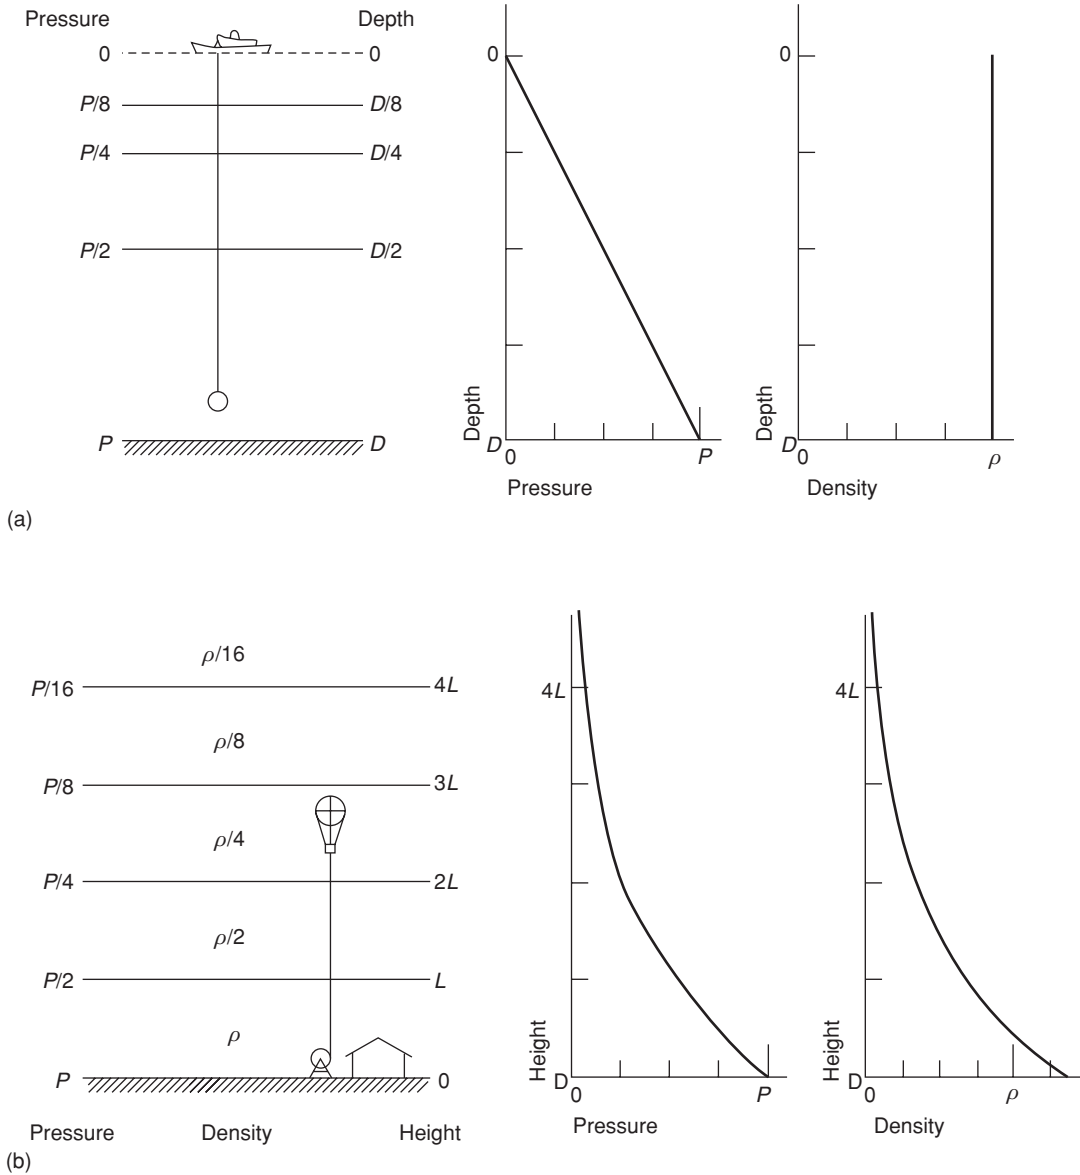 Pressure Depth
0 0 0 0
P/8 D/8
P/4 D/4
P/2 D/2
Depth Depth
P D D 0 P D 0 ρ
Pressure Density
(a)
ρ/16
P/16 4L 4L 4L
ρ/8
P/8 3L
ρ/4
P/4 2L
ρ/2
P/2 L
ρ
Height Height
P 0 D 0 P D 0 ρ
Pressure Density Height Pressure Density
(b)